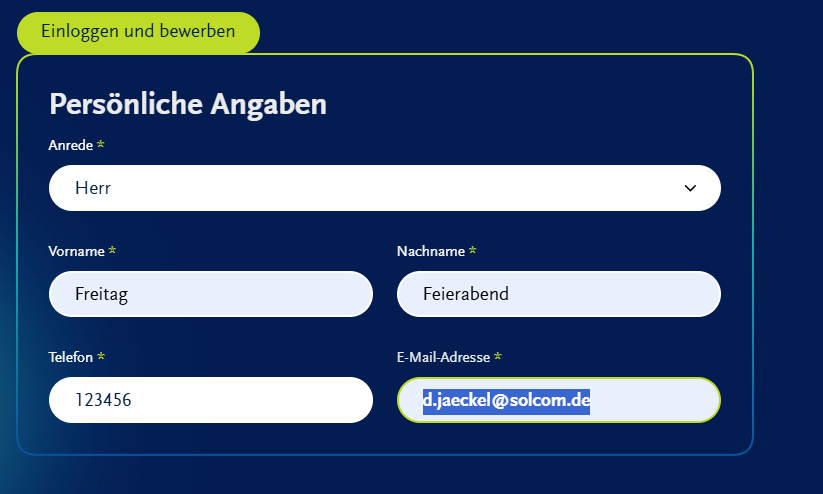 Einloggen und bewerben
Persönliche Angaben
Anrede *
Herr
Vorname *
Nachname *
Freitag
Feierabend
Telefon *
E-Mail-Adresse *
123456
d.jaeckel@solcom.de